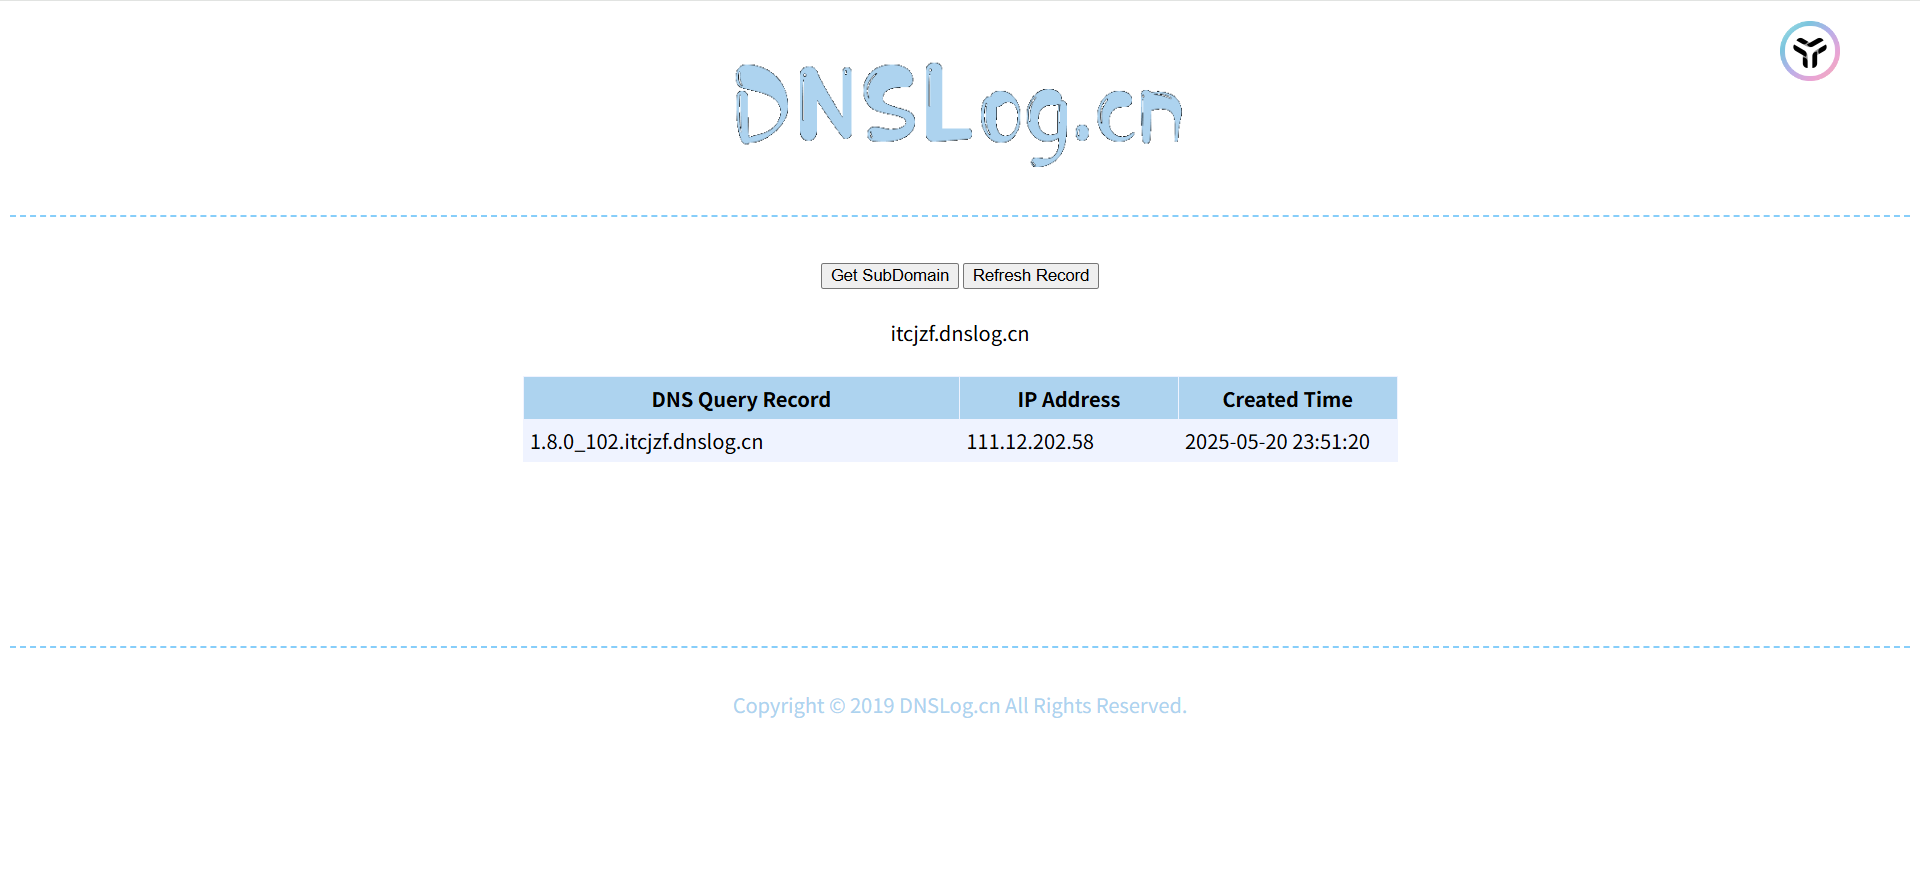 DNSLog.cn
Get SubDomain Refresh Record
itcjzf.dnslog.cn
DNS Query Record IP Address Created Time
1.8.0_102.itcjzf.dnslog.cn 111.12.202.58 2025-05-20 23:51:20
Copyright © 2019 DNSLog.cn All Rights Reserved.